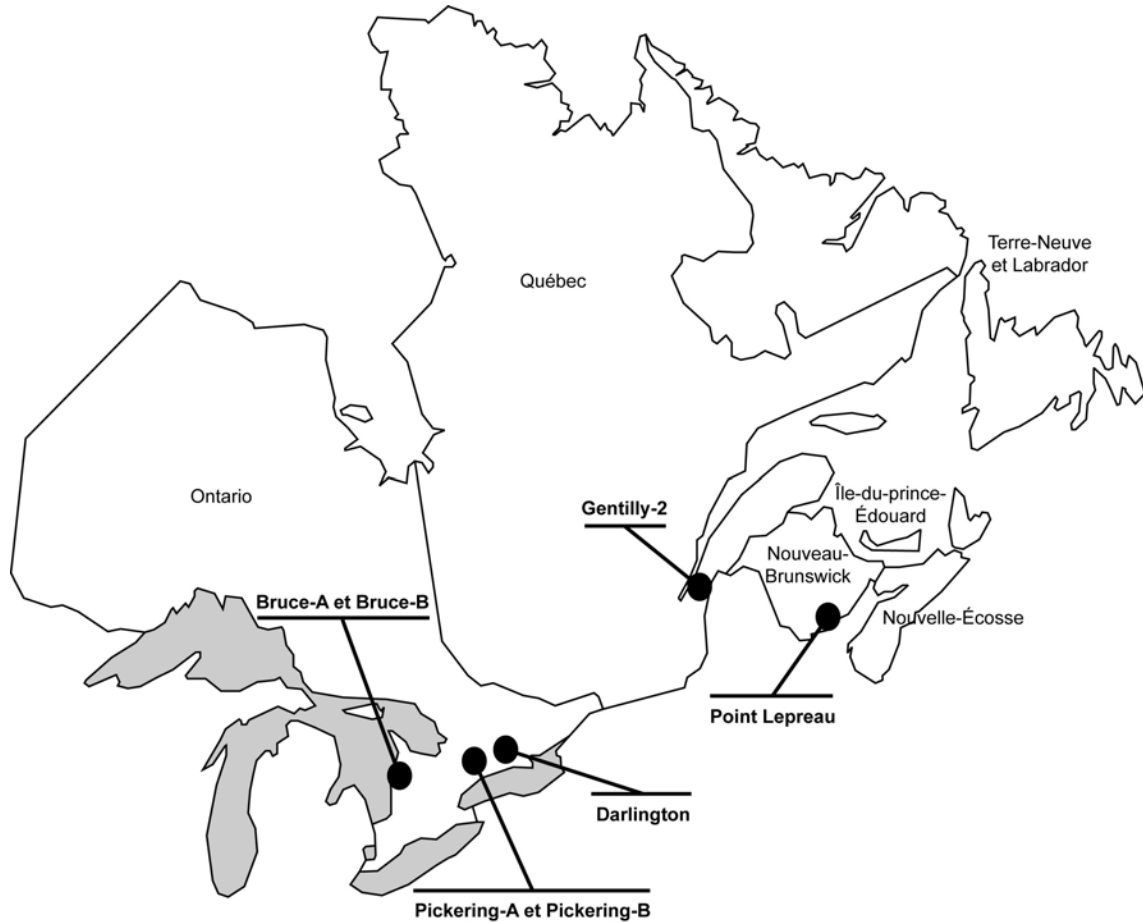 Terre-Neuve
et Labrador
Québec
Ontario
Île-du-prince-
Édouard
Gentilly-2
Nouveau-
Brunswick
Bruce-A et Bruce-B
Nouvelle-Écosse
Point Lepreau
Darlington
Pickering-A et Pickering-B